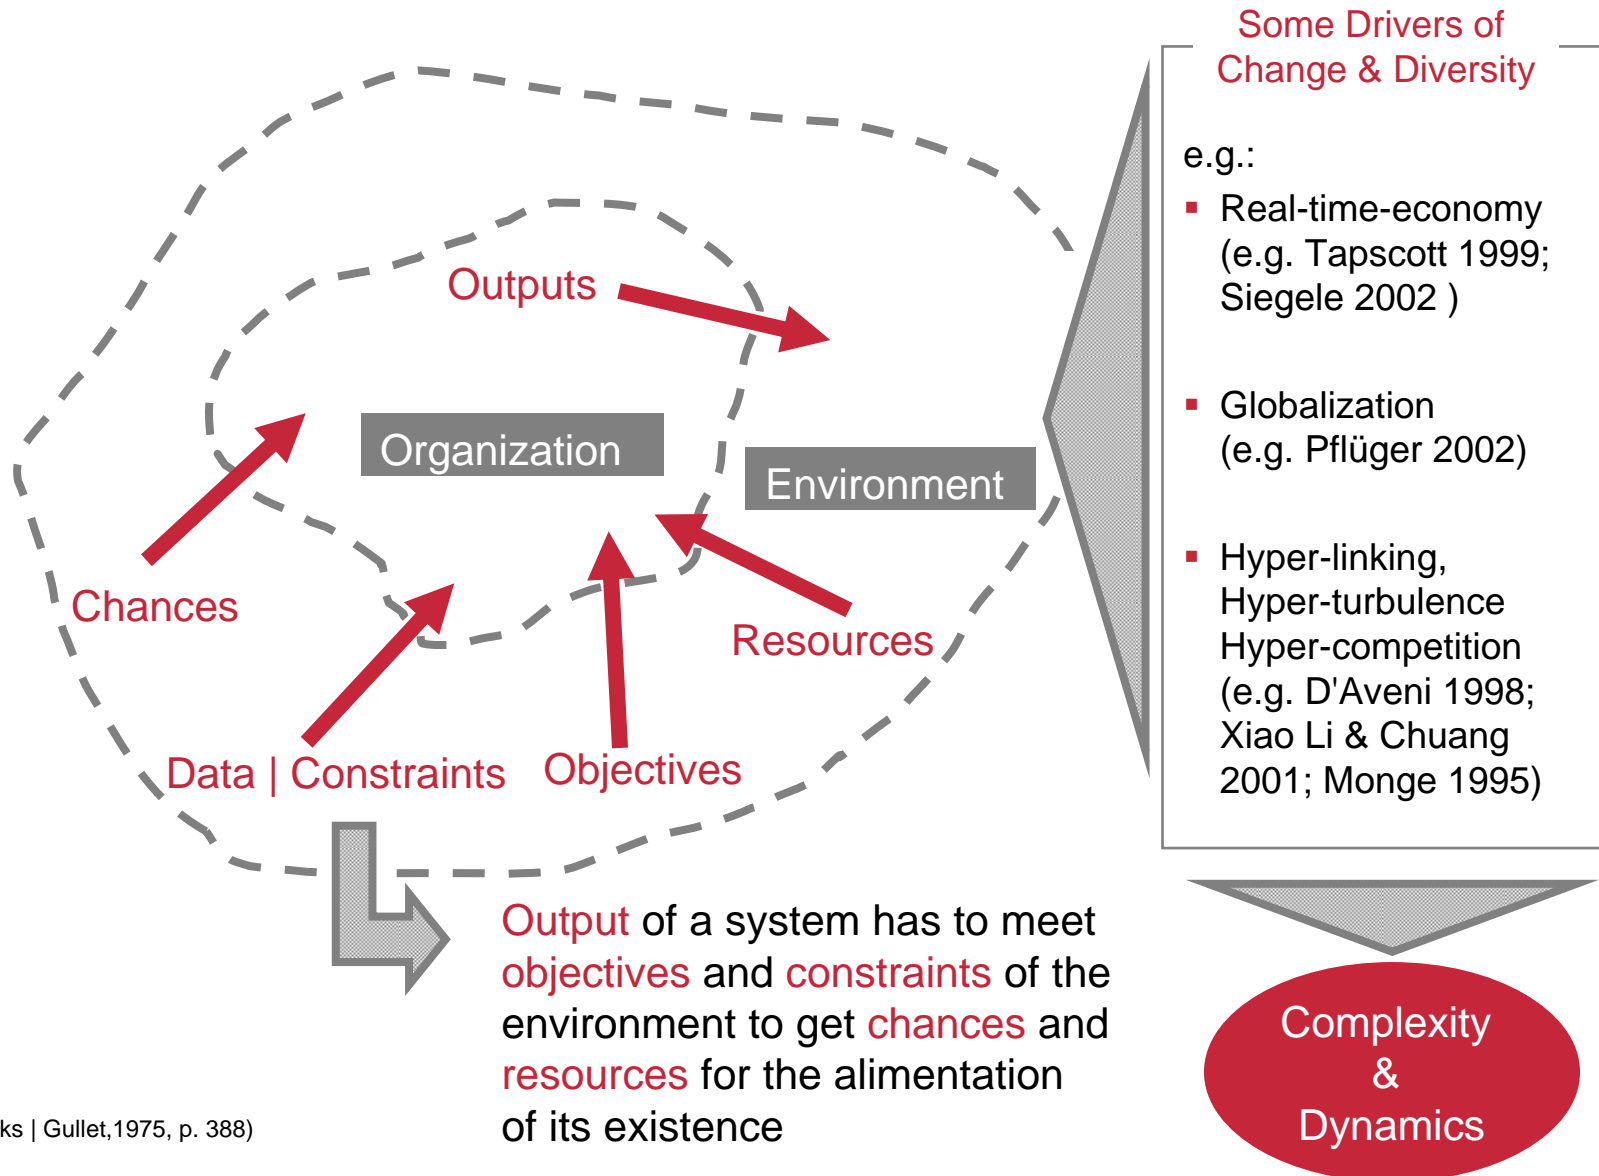 Some Drivers of
Change & Diversity
e.g.:
▪ Real-time-economy
(e.g. Tapscott 1999;
Siegele 2002 )
▪ Globalization
(e.g. Pflüger 2002)
▪ Hyper-linking,
Hyper-turbulence
Hyper-competition
(e.g. D'Aveni 1998;
Xiao Li & Chuang
2001; Monge 1995)
Outputs
Organization
Environment
Chances
Resources
Data | Constraints
Objectives
Output of a system has to meet
objectives and constraints of the
environment to get chances and
resources for the alimentation
of its existence
Complexity
&
Dynamics
ks | Gullet,1975, p. 388)